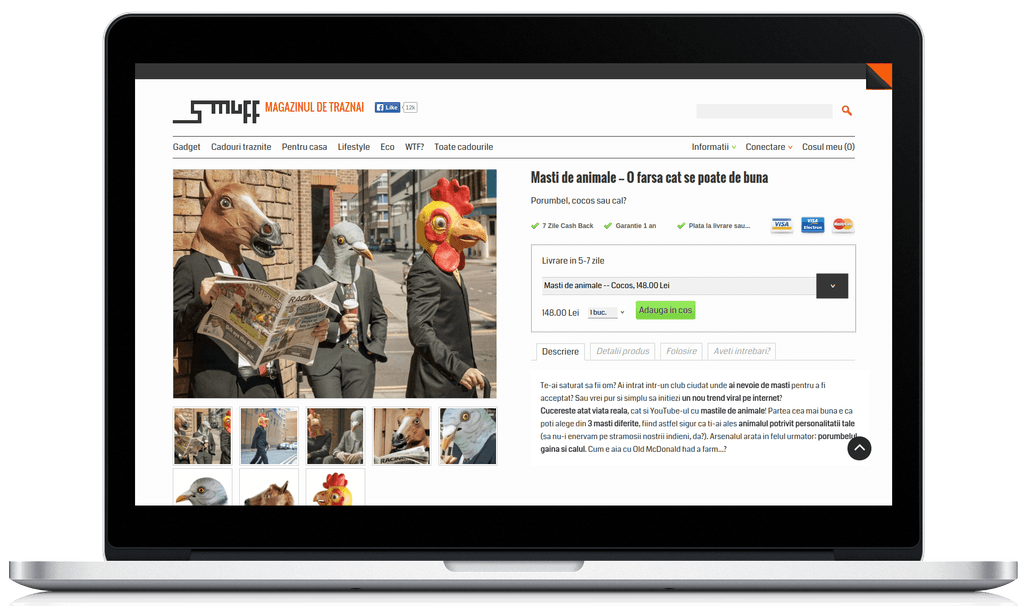 SMUFF MAGAZINUL DE TRAZNAI Like 12k
Gadget Cadouri traznite Pentru casa Lifestyle Eco WTF? Toate cadourile Informatii Conectare Cosul meu (0)
Masti de animale – O farsa cat se poate de buna
Porumbel, cocos sau cal?
7 Zile Cash Back Garantie 1 an Plata la livrare sau... VISA VISA Electron MasterCard
Livrare in 5-7 zile
Masti de animale -- Cocos, 148.00 Lei
148.00 Lei 1 buc. Adauga in cos
Descriere Detalii produs Folosire Aveti intrebari?
Te-ai saturat sa fii om? Ai intrat intr-un club ciudat unde ai nevoie de masti pentru a fi
acceptat? Sau vrei pur si simplu sa initiezi un nou trend viral pe internet?
Cucereste atat viata reala, cat si YouTube-ul cu mastile de animale! Partea cea mai buna e ca
poti alege din 3 masti diferite, fiind astfel sigur ca ti-ai ales animalul potrivit personalitatii tale
(sa nu-i enervam pe stramosii nostrii indieni, da?). Arsenalul arata in felul urmator: porumbelul,
gaina si calul. Cum e aia cu Old McDonald had a farm...?
RACING